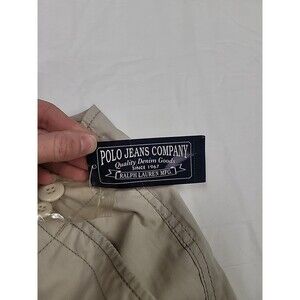 POLO JEANS COMPANY
Quality Denim Goods
SINCE 1967
RALPH LAUREN MFG.